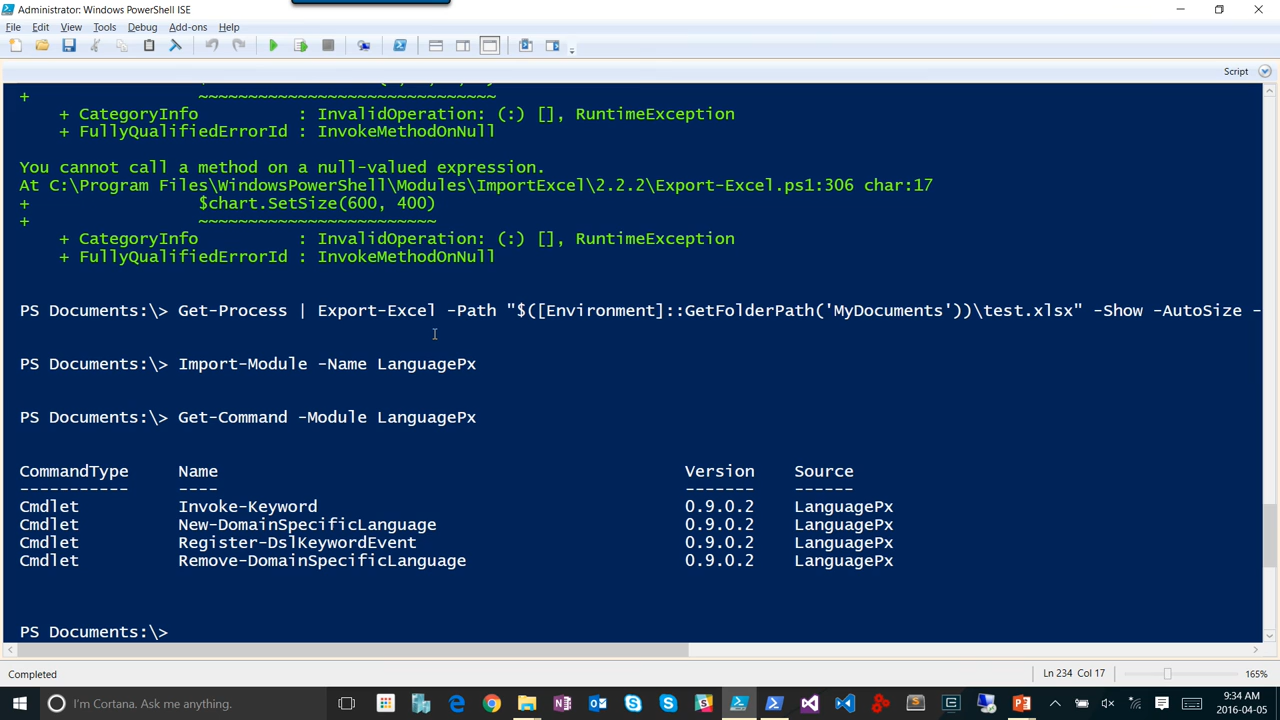 Administrator: Windows PowerShell ISE
File Edit View Tools Debug Add-ons Help
Script
+ ~~~~~~~~~~~~~~~~~~~~~~~~~~~~~~
+ CategoryInfo : InvalidOperation: (:) [], RuntimeException
+ FullyQualifiedErrorId : InvokeMethodOnNull
You cannot call a method on a null-valued expression.
At C:\Program Files\WindowsPowerShell\Modules\ImportExcel\2.2.2\Export-Excel.ps1:306 char:17
+ $chart.SetSize(600, 400)
+ ~~~~~~~~~~~~~~~~~~~~~~~~
+ CategoryInfo : InvalidOperation: (:) [], RuntimeException
+ FullyQualifiedErrorId : InvokeMethodOnNull
PS Documents:\> Get-Process | Export-Excel -Path "$([Environment]::GetFolderPath('MyDocuments'))\test.xlsx" -Show -AutoSize -
PS Documents:\> Import-Module -Name LanguagePx
PS Documents:\> Get-Command -Module LanguagePx
CommandType Name Version Source
----------- ---- ------- ------
Cmdlet Invoke-Keyword 0.9.0.2 LanguagePx
Cmdlet New-DomainSpecificLanguage 0.9.0.2 LanguagePx
Cmdlet Register-DslKeywordEvent 0.9.0.2 LanguagePx
Cmdlet Remove-DomainSpecificLanguage 0.9.0.2 LanguagePx
PS Documents:\>
Completed Ln 234 Col 17 165%
I'm Cortana. Ask me anything. 9:34 AM
2016-04-05